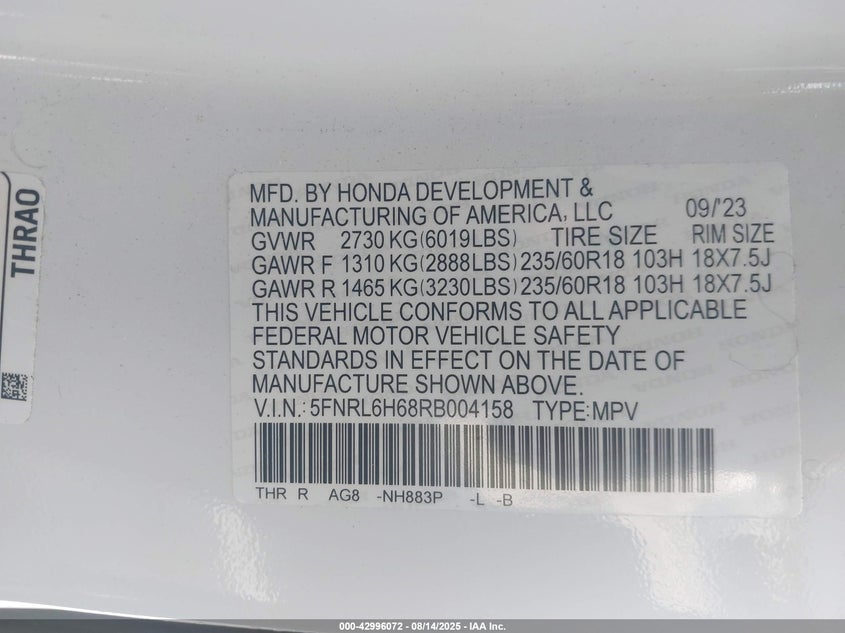 THRAO
MFD. BY HONDA DEVELOPMENT &
MANUFACTURING OF AMERICA, LLC 09/'23
GVWR 2730 KG(6019LBS) TIRE SIZE RIM SIZE
GAWR F 1310 KG(2888LBS) 235/60R18 103H 18X7.5J
GAWR R 1465 KG(3230LBS) 235/60R18 103H 18X7.5J
THIS VEHICLE CONFORMS TO ALL APPLICABLE
FEDERAL MOTOR VEHICLE SAFETY
STANDARDS IN EFFECT ON THE DATE OF
MANUFACTURE SHOWN ABOVE.
V.I.N.: 5FNRL6H68RB004158 TYPE:MPV
THR R AG8 -NH883P -L -B
000-42996072 - 08/14/2025 - IAA Inc.